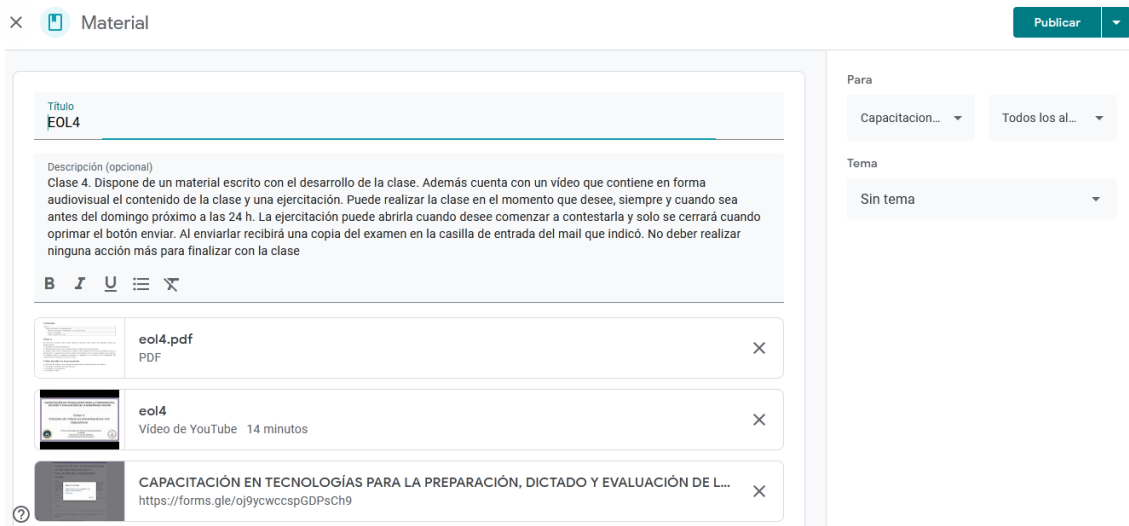 Material
Publicar
Título
EOL4
Descripción (opcional)
Clase 4. Dispone de un material escrito con el desarrollo de la clase. Además cuenta con un vídeo que contiene en forma
audiovisual el contenido de la clase y una ejercitación. Puede realizar la clase en el momento que desee, siempre y cuando sea
antes del domingo próximo a las 24 h. La ejercitación puede abrirla cuando desee comenzar a contestarla y solo se cerrará cuando
oprimar el botón enviar. Al enviarlar recibirá una copia del examen en la casilla de entrada del mail que indicó. No deber realizar
ninguna acción más para finalizar con la clase
B I U
eol4.pdf
PDF
eol4
Vídeo de YouTube 14 minutos
CAPACITACIÓN EN TECNOLOGÍAS PARA LA PREPARACIÓN, DICTADO Y EVALUACIÓN DE L...
https://forms.gle/oj9ycwccspGDPsCh9
Para
Capacitacion... Todos los al...
Tema
Sin tema